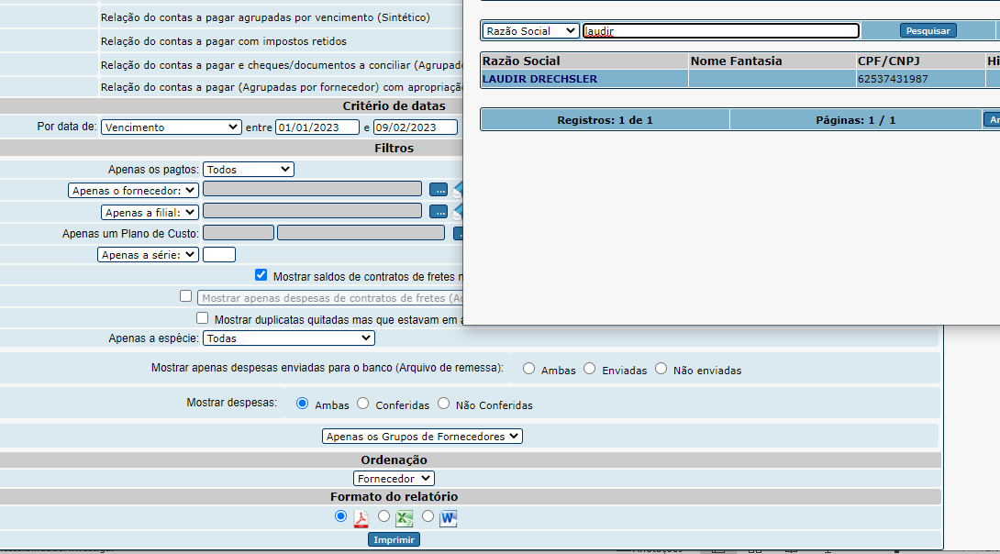 Relação do contas a pagar agrupadas por vencimento (Sintético)
Relação do contas a pagar com impostos retidos
Relação do contas a pagar e cheques/documentos a conciliar (Agrupado
Relação do contas a pagar (Agrupadas por fornecedor) com apropriação
Critério de datas
Por data de: Vencimento entre 01/01/2023 e 09/02/2023
Filtros
Apenas os pagtos: Todos
Apenas o fornecedor: ...
Apenas a filial: ...
Apenas um Plano de Custo:
Apenas a série:
Mostrar saldos de contratos de fretes
Mostrar apenas despesas de contratos de fretes
Mostrar duplicatas quitadas mas que estavam em
Apenas a espécie: Todas
Mostrar apenas despesas enviadas para o banco (Arquivo de remessa): Ambas Enviadas Não enviadas
Mostrar despesas: Ambas Conferidas Não Conferidas
Apenas os Grupos de Fornecedores
Ordenação
Fornecedor
Formato do relatório
Imprimir
Razão Social laudir Pesquisar
Razão Social Nome Fantasia CPF/CNPJ
LAUDIR DRECHSLER 62537431987
Registros: 1 de 1 Páginas: 1 / 1